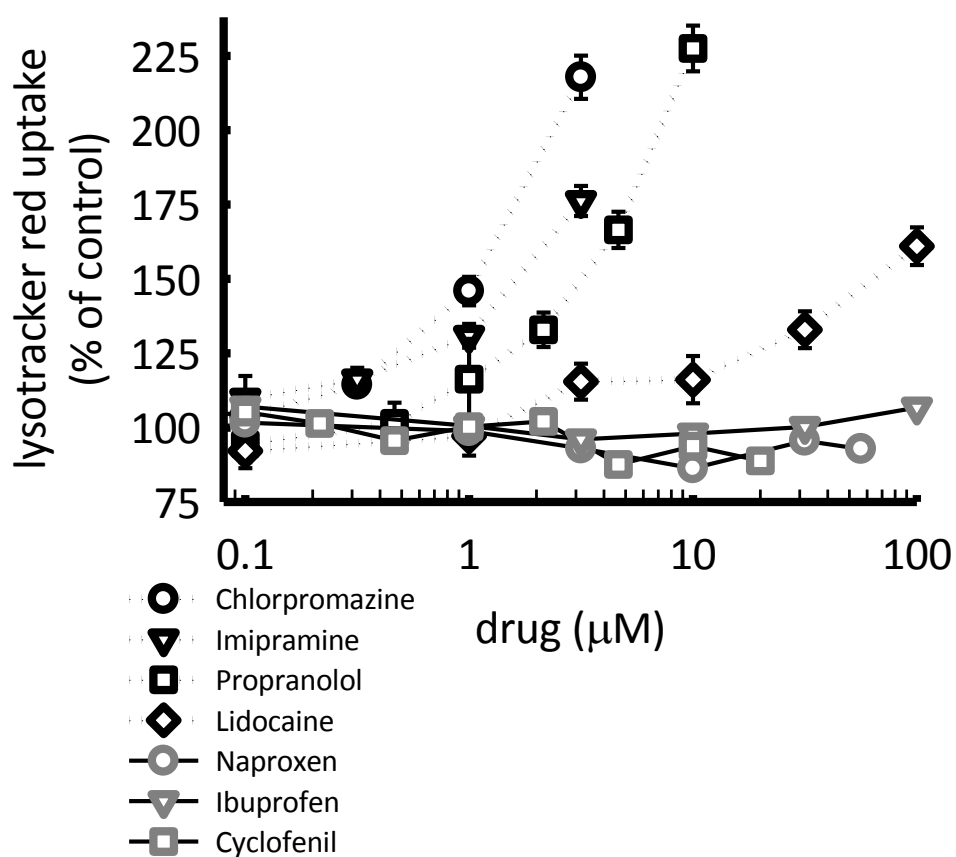 lysotracker red uptake
(% of control)
225
200
175
150
125
100
75
0.1 1 10 100
drug (μM)
Chlorpromazine
Imipramine
Propranolol
Lidocaine
Naproxen
Ibuprofen
Cyclofenil